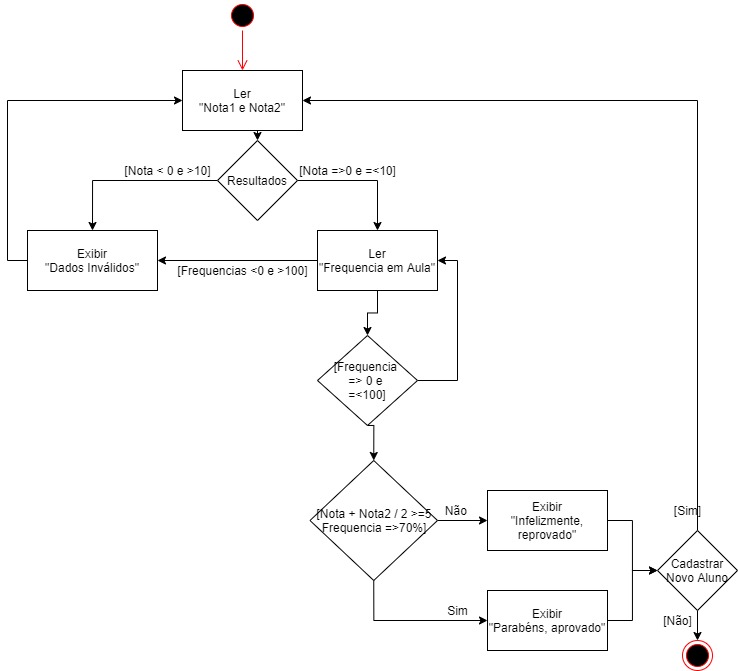 Ler
"Nota1 e Nota2"
[Nota < 0 e >10]
Resultados
[Nota =>0 e =<10]
Exibir
"Dados Inválidos"
[Frequencias <0 e >100]
Ler
"Frequencia em Aula"
[Frequencia
=> 0 e
=<100]
[Nota + Nota2 / 2 >=5
Frequencia =>70%]
Não
Exibir
"Infelizmente,
reprovado"
Sim
Exibir
"Parabéns, aprovado"
[Sim]
Cadastrar
Novo Aluno
[Não]